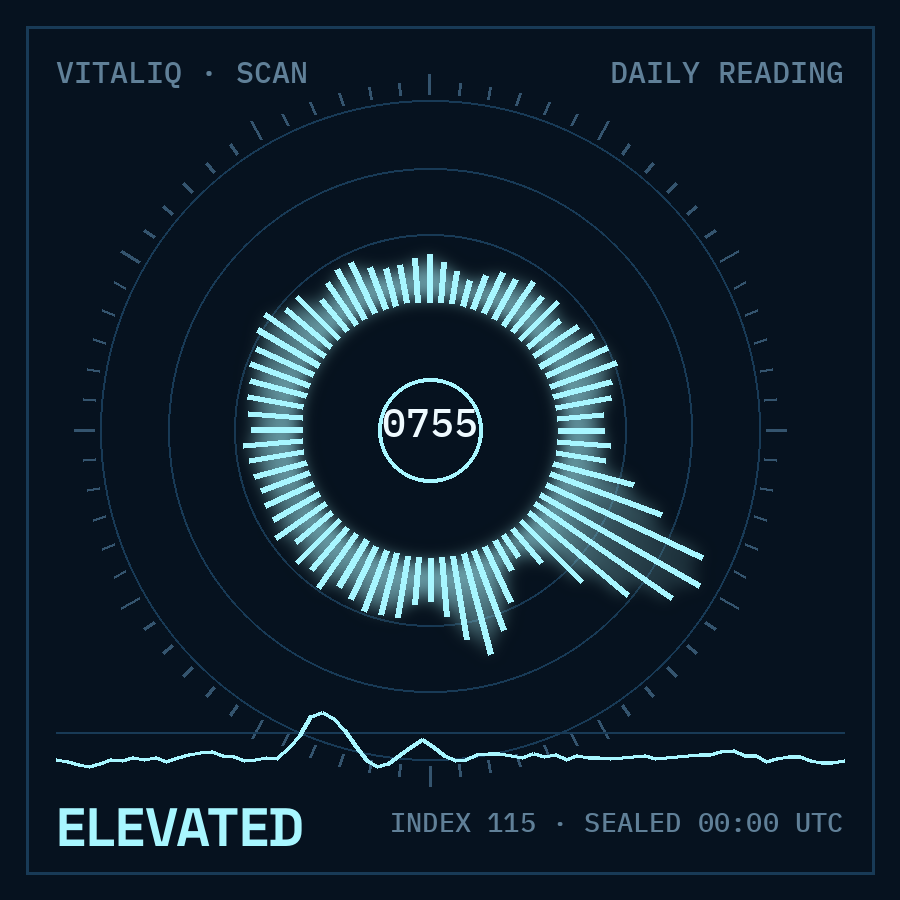 VITALIQ · SCAN
DAILY READING
0755
ELEVATED
INDEX 115 · SEALED 00:00 UTC